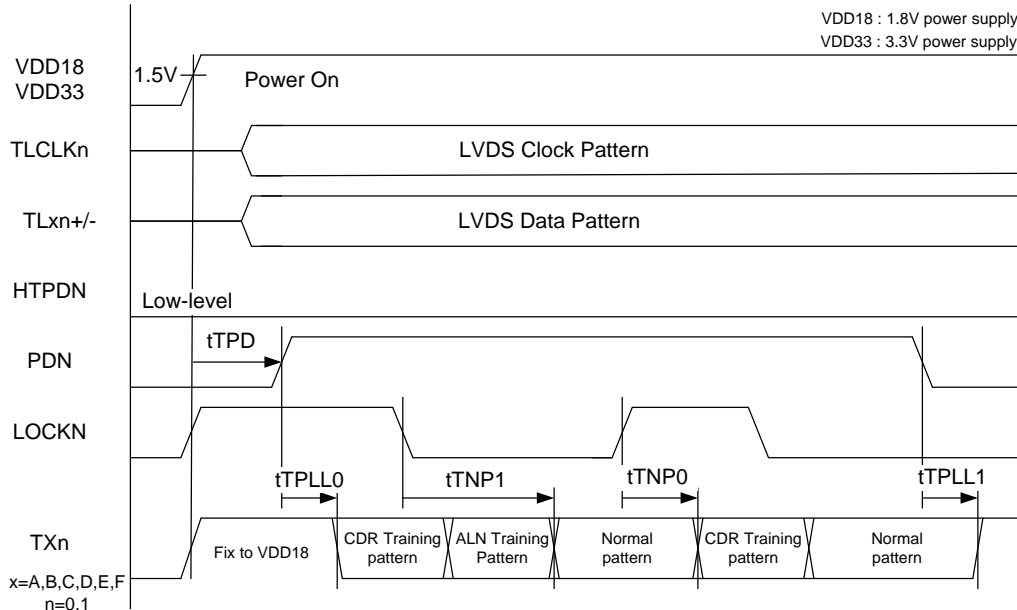 VDD18 : 1.8V power supply
VDD33 : 3.3V power supply
VDD18
VDD33
1.5V
Power On
TLCLKn
LVDS Clock Pattern
TLxn+/-
LVDS Data Pattern
HTPDN
Low-level
tTPD
PDN
LOCKN
tTPLL0
tTNP1
tTNP0
tTPLL1
TXn
Fix to VDD18
CDR Training
pattern
ALN Training
Pattern
Normal
pattern
CDR Training
pattern
Normal
pattern
x=A,B,C,D,E,F
n=0,1